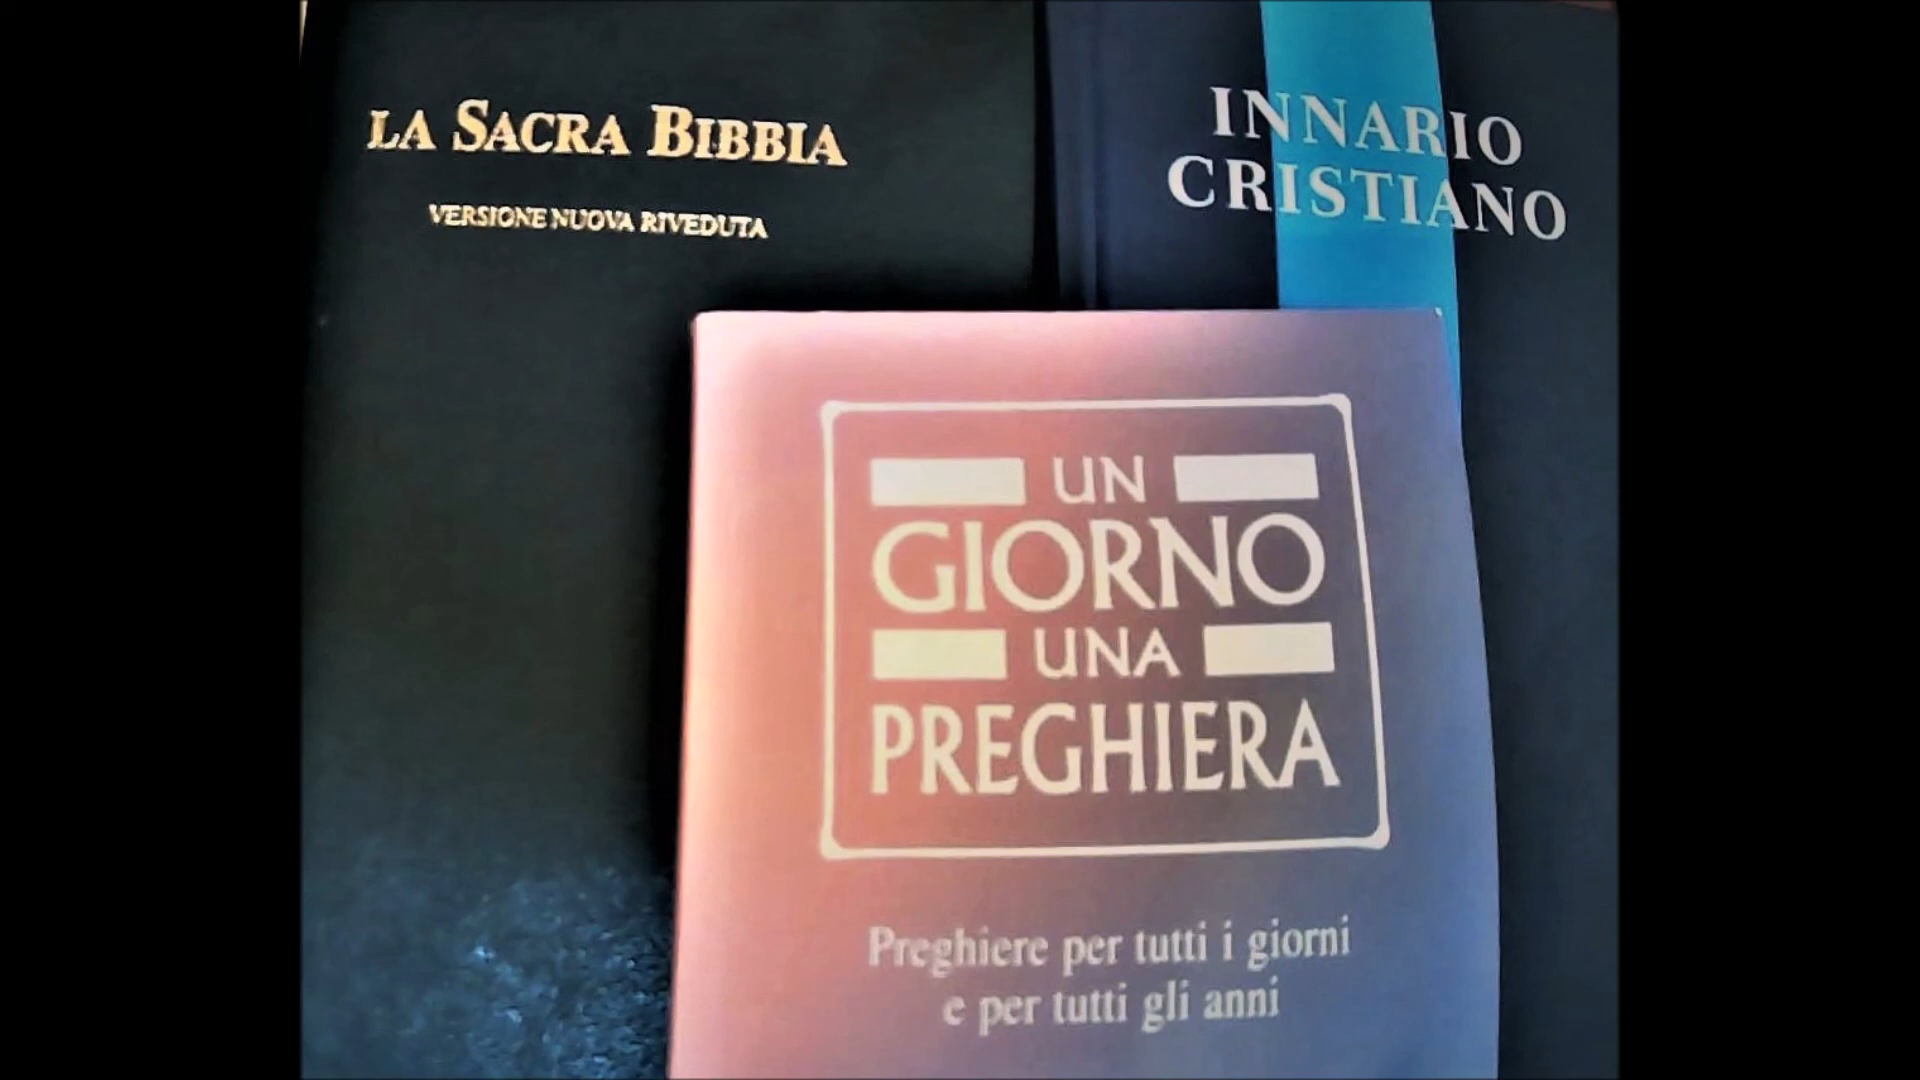 LA SACRA BIBBIA
VERSIONE NUOVA RIVEDUTA
INNARIO
CRISTIANO
UN
GIORNO
UNA
PREGHIERA
Preghiere per tutti i giorni
e per tutti gli anni